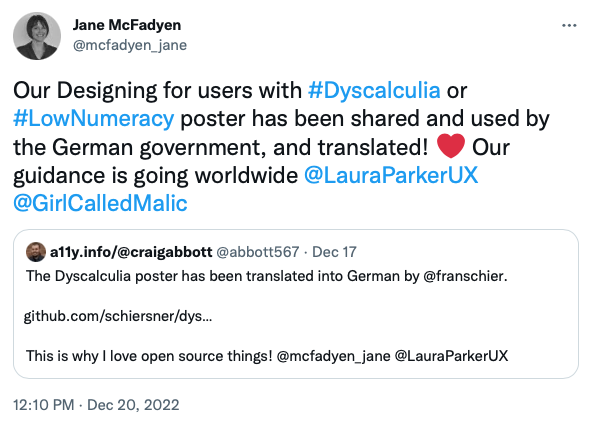 Jane McFadyen
@mcfadyen_jane
Our Designing for users with #Dyscalculia or
#LowNumeracy poster has been shared and used by
the German government, and translated! ❤️ Our
guidance is going worldwide @LauraParkerUX
@GirlCalledMalic
a11y.info/@craigabbott @abbott567 · Dec 17
The Dyscalculia poster has been translated into German by @franschier.
github.com/schiersner/dys...
This is why I love open source things! @mcfadyen_jane @LauraParkerUX
12:10 PM · Dec 20, 2022